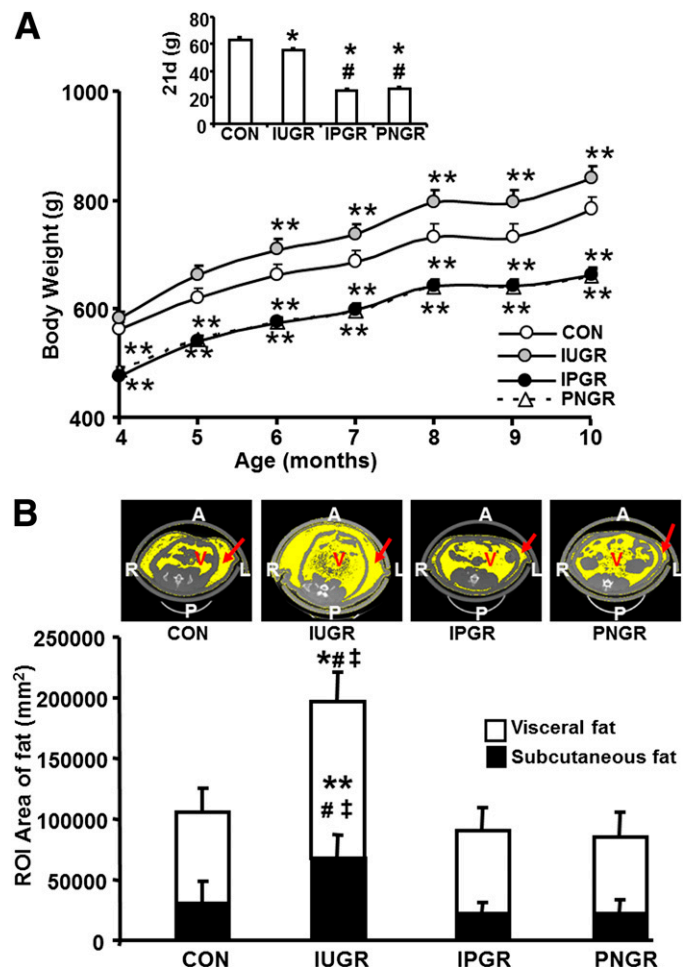 A
80
60
40
20
0
21d (g)
*
*
#
*
#
CON IUGR IPGR PNGR
1000
800
600
400
Body Weight (g)
** ** ** ** **
** ** ** ** ** ** **
** ** ** ** ** ** **
CON
IUGR
IPGR
PNGR
4 5 6 7 8 9 10
Age (months)
B
A A A A
R V L R V L R V L R V L
P P P P
CON IUGR IPGR PNGR
250000
200000
150000
100000
50000
0
ROI Area of fat (mm²)
*#‡
**
#‡
Visceral fat
Subcutaneous fat
CON IUGR IPGR PNGR